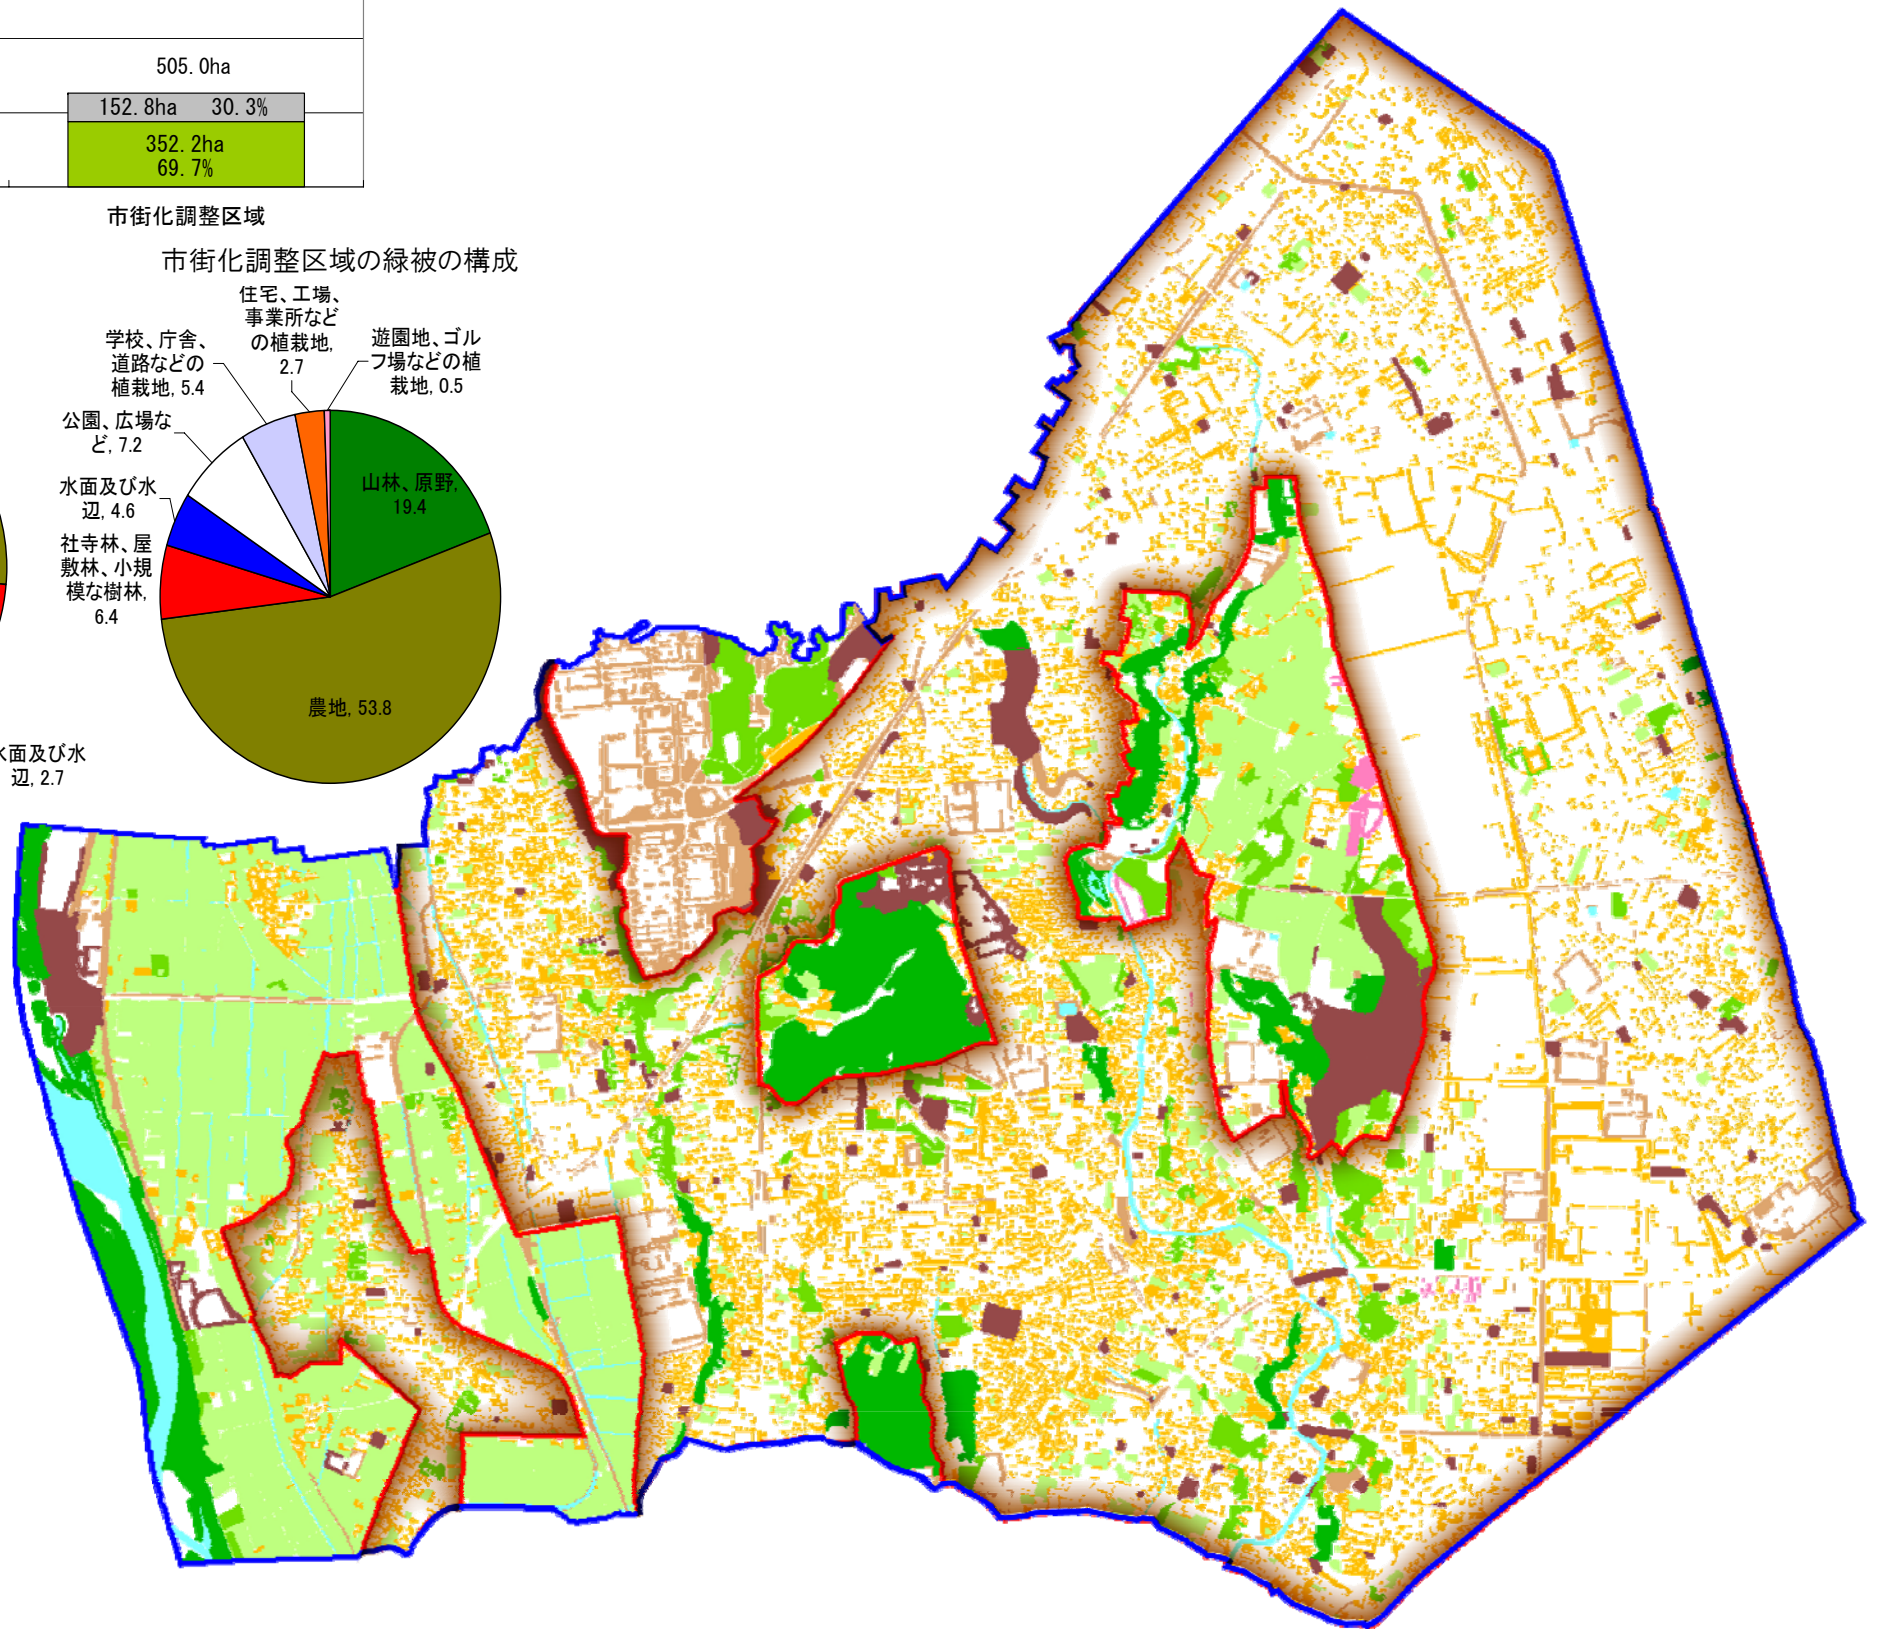 505.0ha
152.8ha 30.3%
352.2ha
69.7%
市街化調整区域
市街化調整区域の緑被の構成
住宅、工場、
事業所など
の植栽地,
2.7
遊園地、ゴル
フ場などの植
栽地, 0.5
学校、庁舎、
道路などの
植栽地, 5.4
公園、広場な
ど, 7.2
水面及び水
辺, 4.6
社寺林、屋
敷林、小規
模な樹林,
6.4
山林、原野,
19.4
農地, 53.8
水面及び水
辺, 2.7